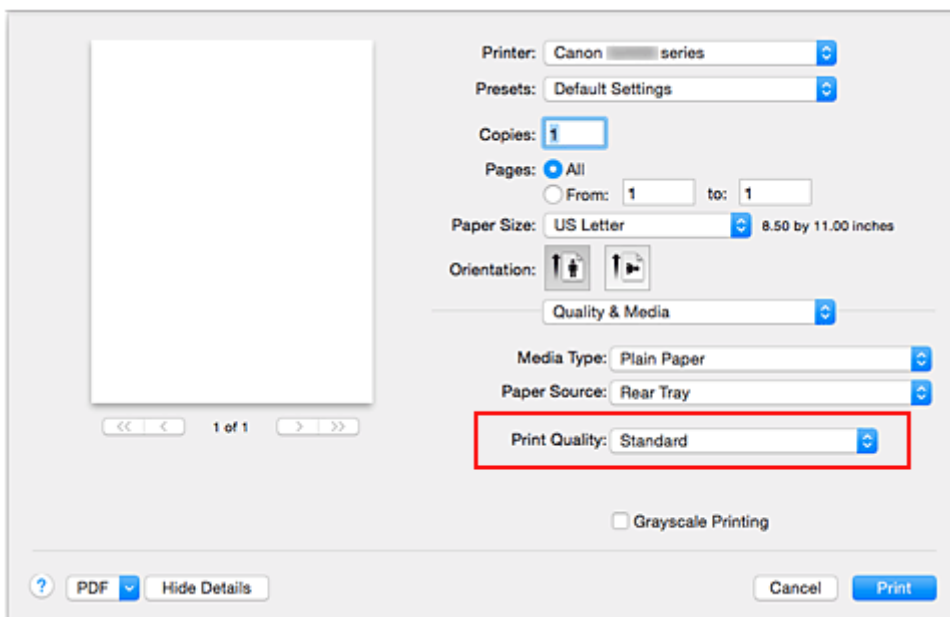 Printer: Canon series
Presets: Default Settings
Copies: 1
Pages: All
From: 1 to: 1
Paper Size: US Letter 8.50 by 11.00 inches
Orientation:
Quality & Media
Media Type: Plain Paper
Paper Source: Rear Tray
1 of 1
Print Quality: Standard
Grayscale Printing
? PDF Hide Details Cancel Print